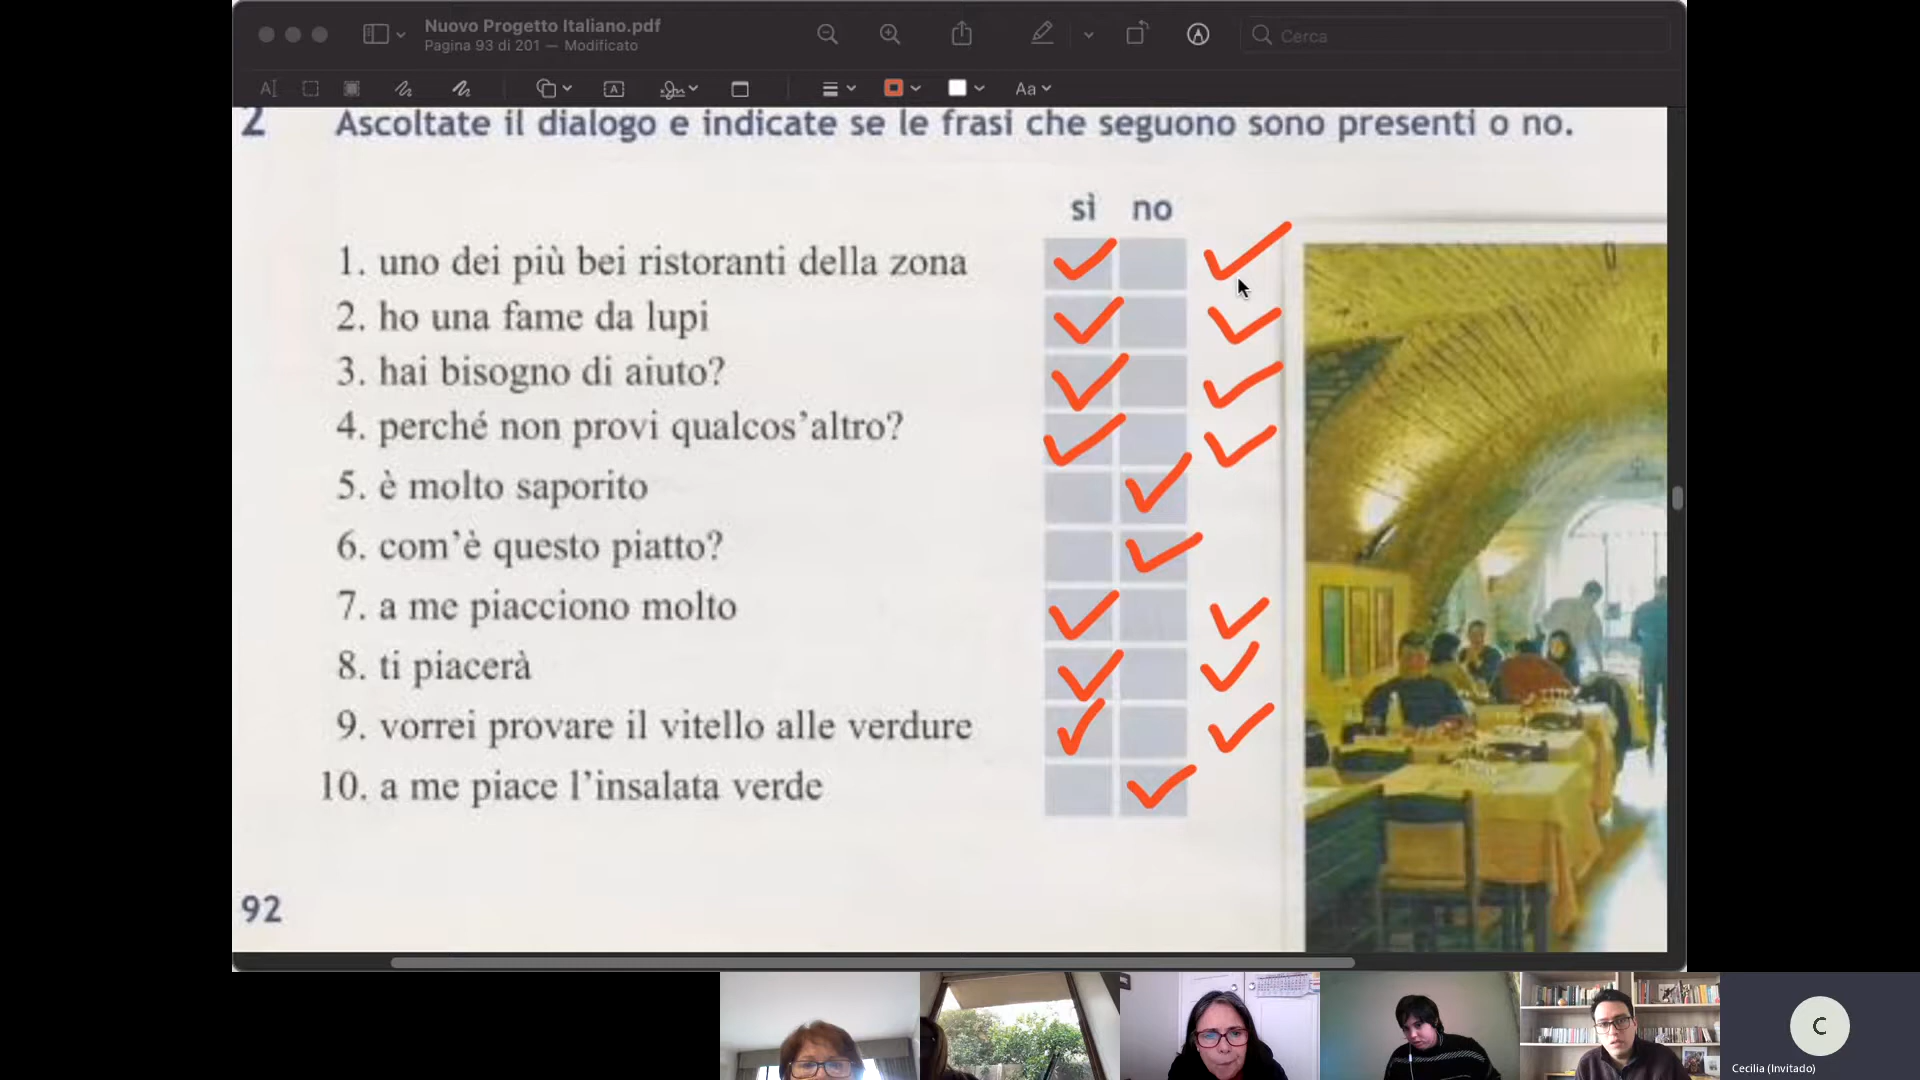 Nuovo Progetto Italiano.pdf
Pagina 93 di 201 — Modificato
Cerca
Aa
2 Ascoltate il dialogo e indicate se le frasi che seguono sono presenti o no.
sì no
1. uno dei più bei ristoranti della zona
2. ho una fame da lupi
3. hai bisogno di aiuto?
4. perché non provi qualcos'altro?
5. è molto saporito
6. com'è questo piatto?
7. a me piacciono molto
8. ti piacerà
9. vorrei provare il vitello alle verdure
10. a me piace l'insalata verde
92
C
Cecilia (Invitado)